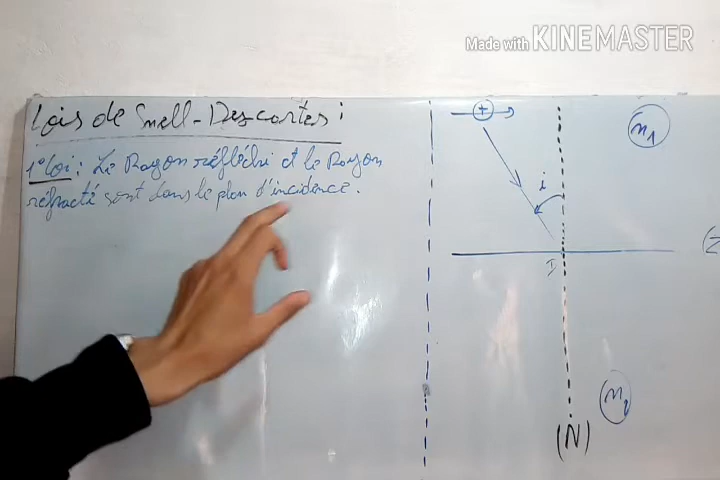 Made with KINEMASTER
Lois de Snell-Descartes :
1° Loi : Le Rayon réfléchi et le Rayon
réfracté sont dans le plan d'incidence.
+
n1
i
I
n2
(N)